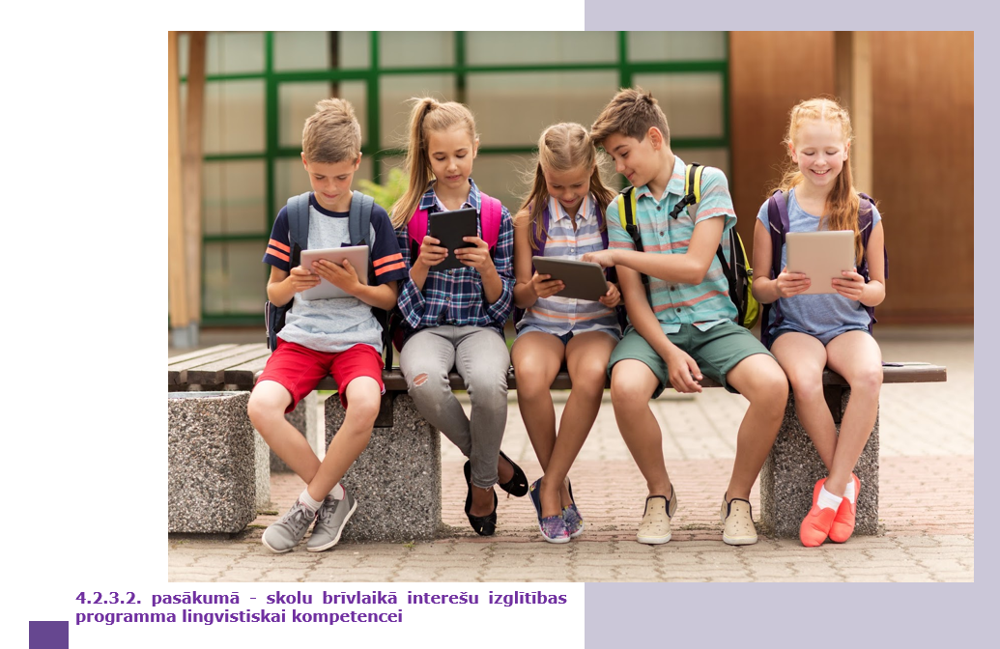 4.2.3.2. pasākumā - skolu brīvlaikā interešu izglītības
programma lingvistiskai kompetencei